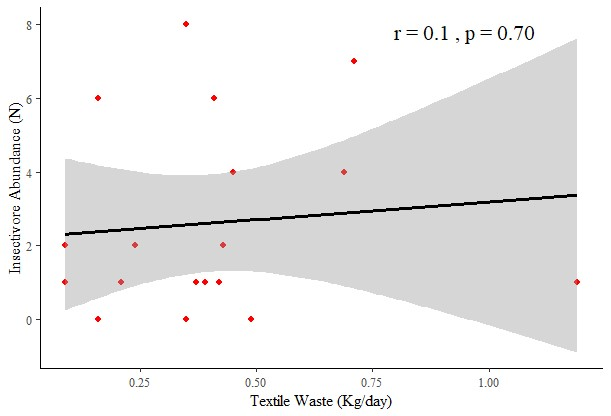 r = 0.1 , p = 0.70
Insectivore Abundance (N)
8
6
4
2
0
0.25 0.50 0.75 1.00
Textile Waste (Kg/day)